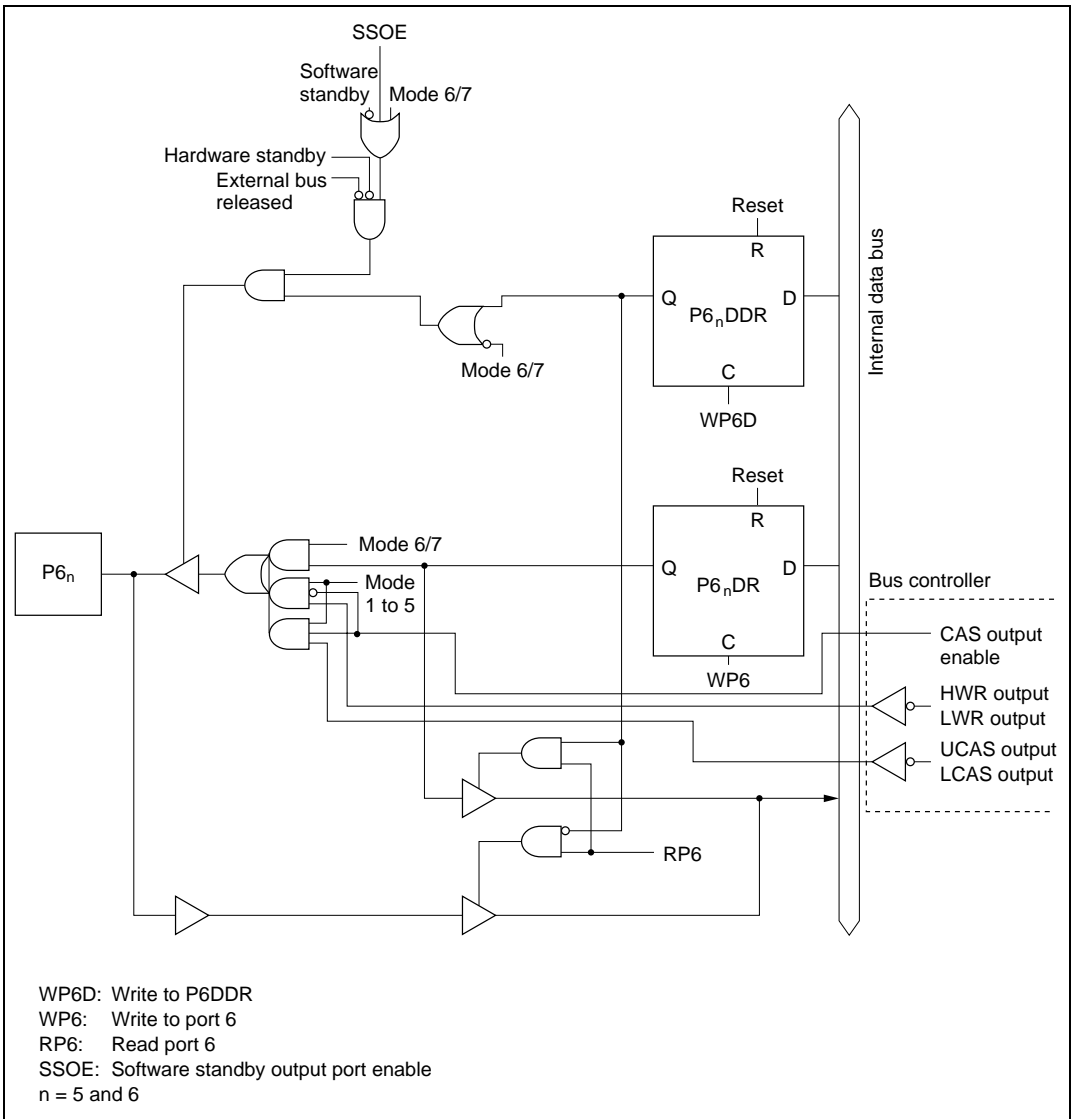 SSOE
Software
standby
Mode 6/7
Hardware standby
External bus
released
Reset
R
Q
D
P6nDDR
C
WP6D
Mode 6/7
Internal data bus
Reset
R
Q
D
P6nDR
C
WP6
P6n
Mode 6/7
Mode
1 to 5
Bus controller
CAS output
enable
HWR output
LWR output
UCAS output
LCAS output
RP6
WP6D: Write to P6DDR
WP6: Write to port 6
RP6: Read port 6
SSOE: Software standby output port enable
n = 5 and 6